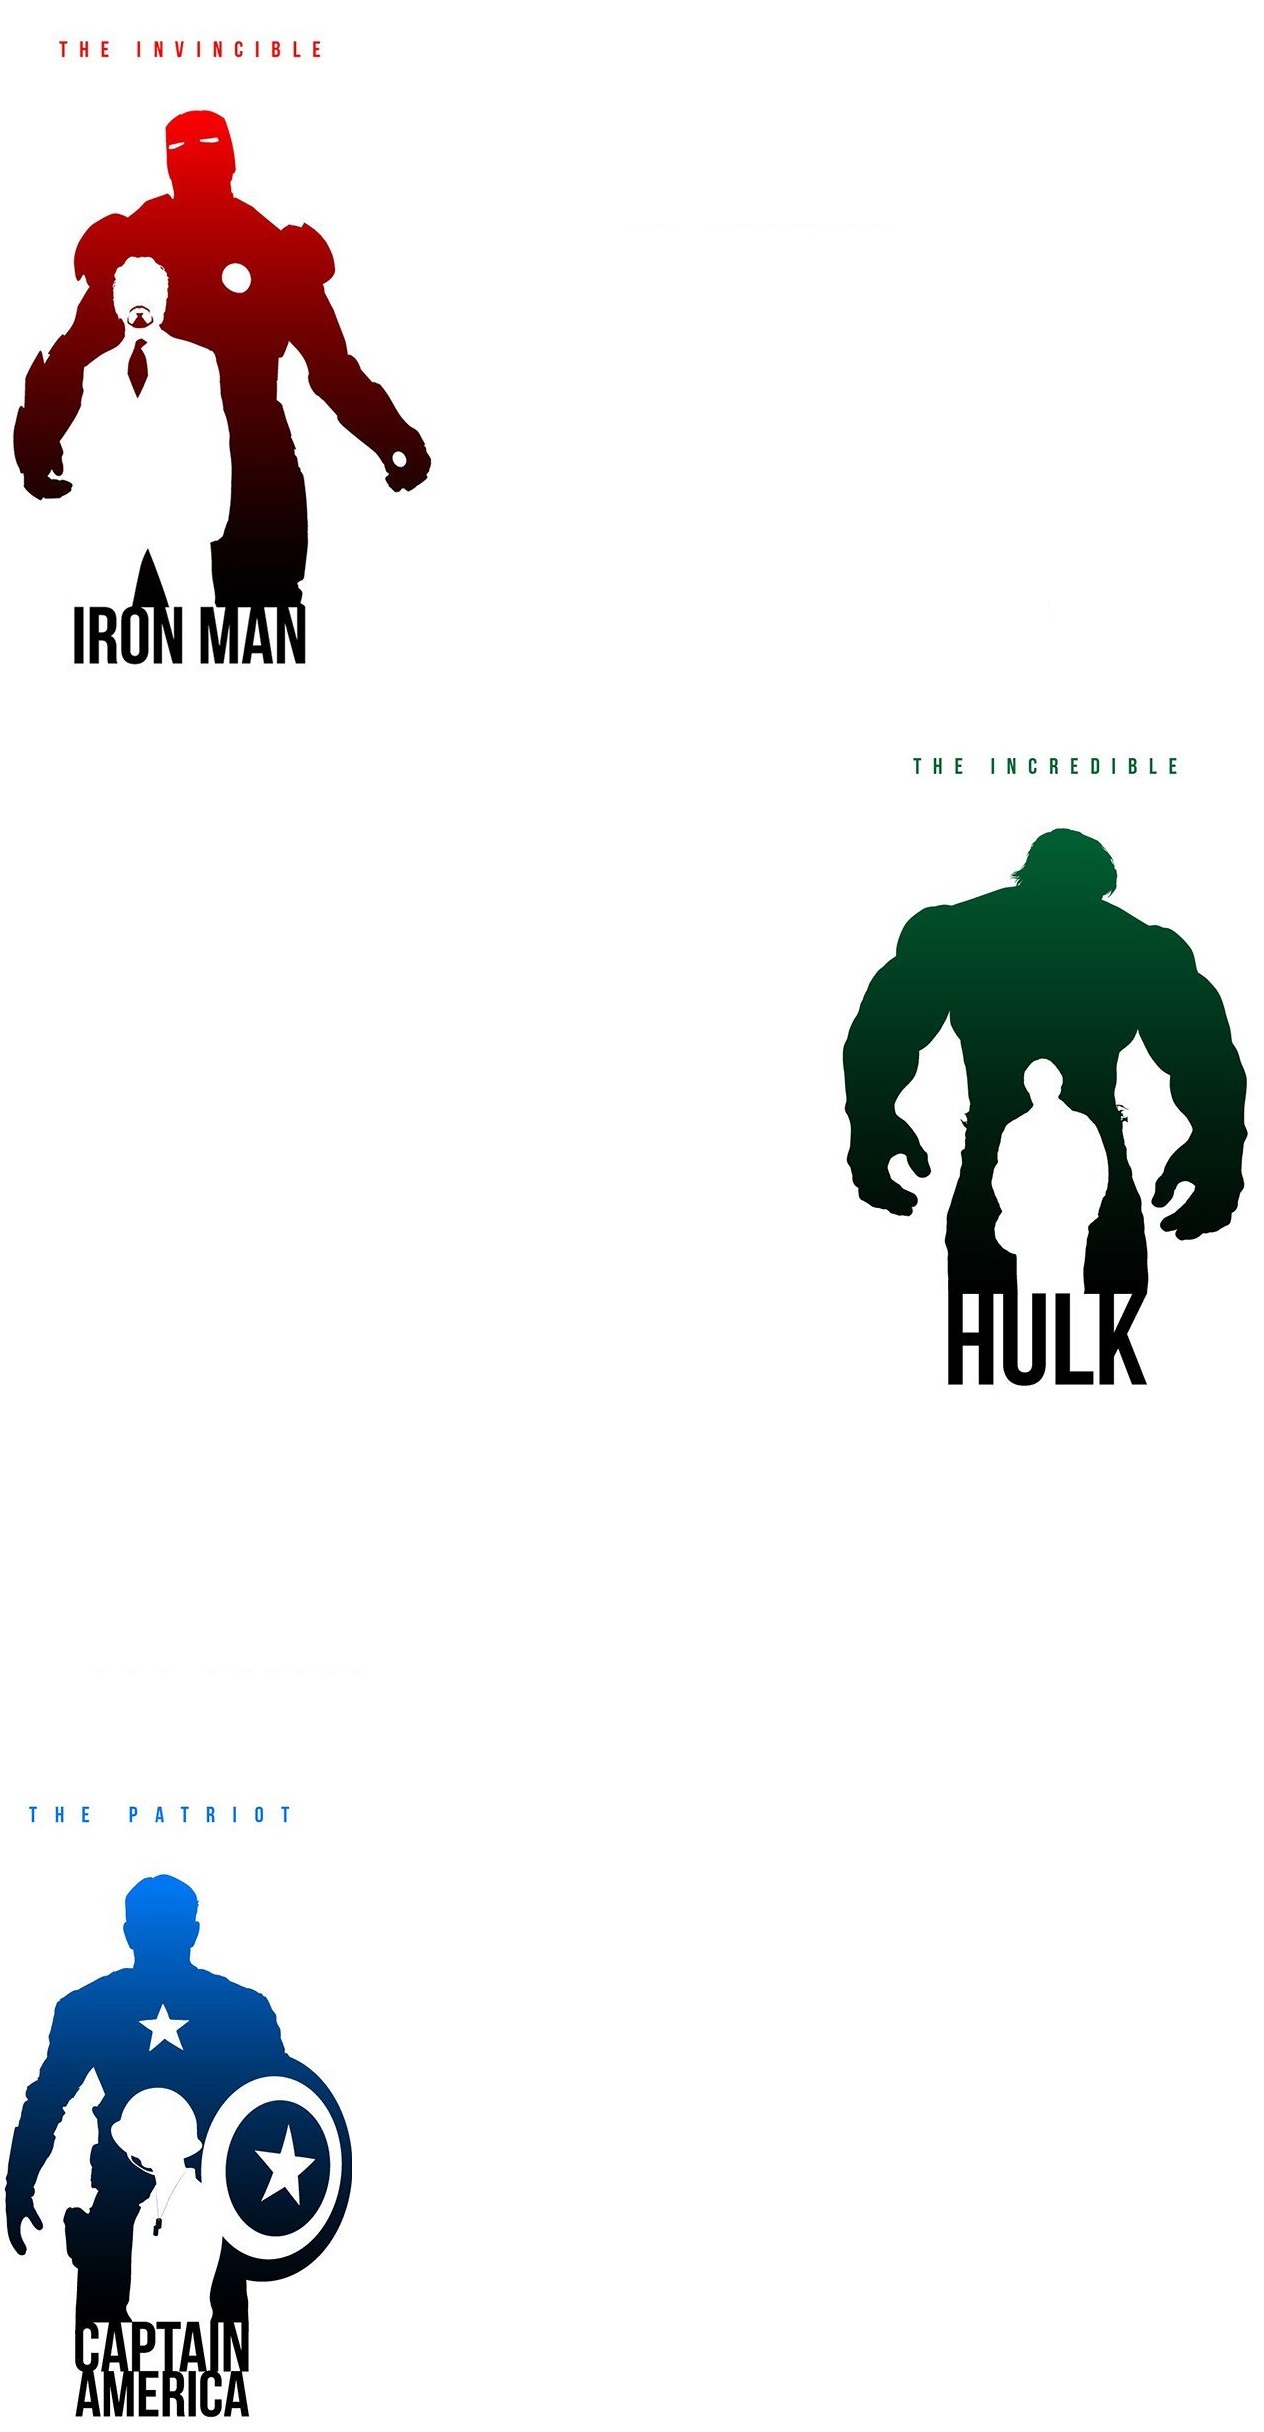 THE INVINCIBLE
IRON MAN
THE INCREDIBLE
HULK
THE PATRIOT
CAPTAIN
AMERICA